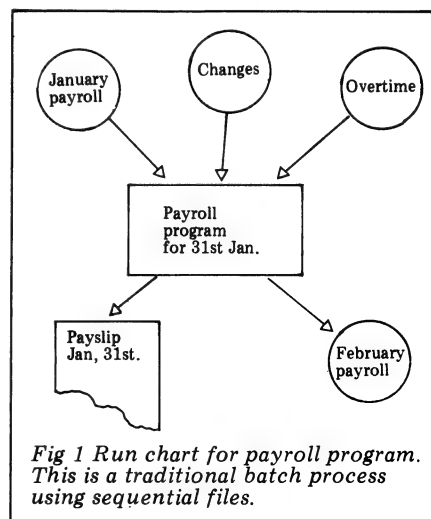 January
payroll
Changes
Overtime
Payroll
program
for 31st Jan.
Payslip
Jan, 31st.
February
payroll
Fig 1 Run chart for payroll program.
This is a traditional batch process
using sequential files.